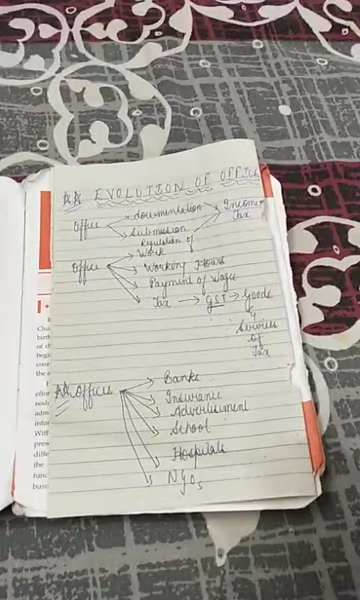 EVOLUTION OF OFFICE
Office → documentation → Income Tax
→ Submission
Regulation of
Office → Work
→ Working Hours
→ Payment of Wages
→ Tax → GST → Goods
&
Services
of
Tax
offices → Banks
→ Insurance
→ Advertisement
→ School
→ Hospitals
→ NGOs